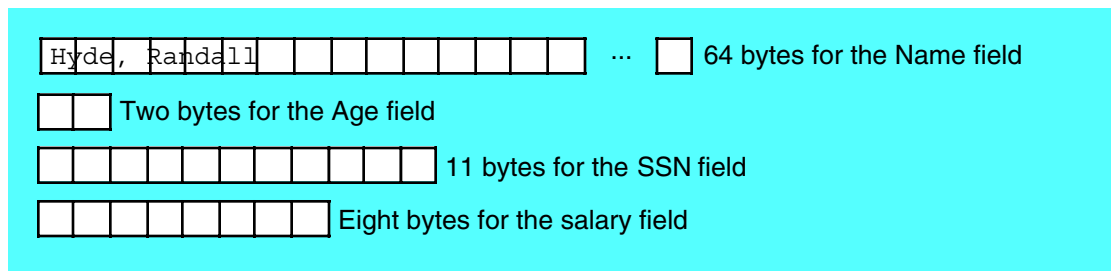 Hyde, Randall ... 64 bytes for the Name field
Two bytes for the Age field
11 bytes for the SSN field
Eight bytes for the salary field